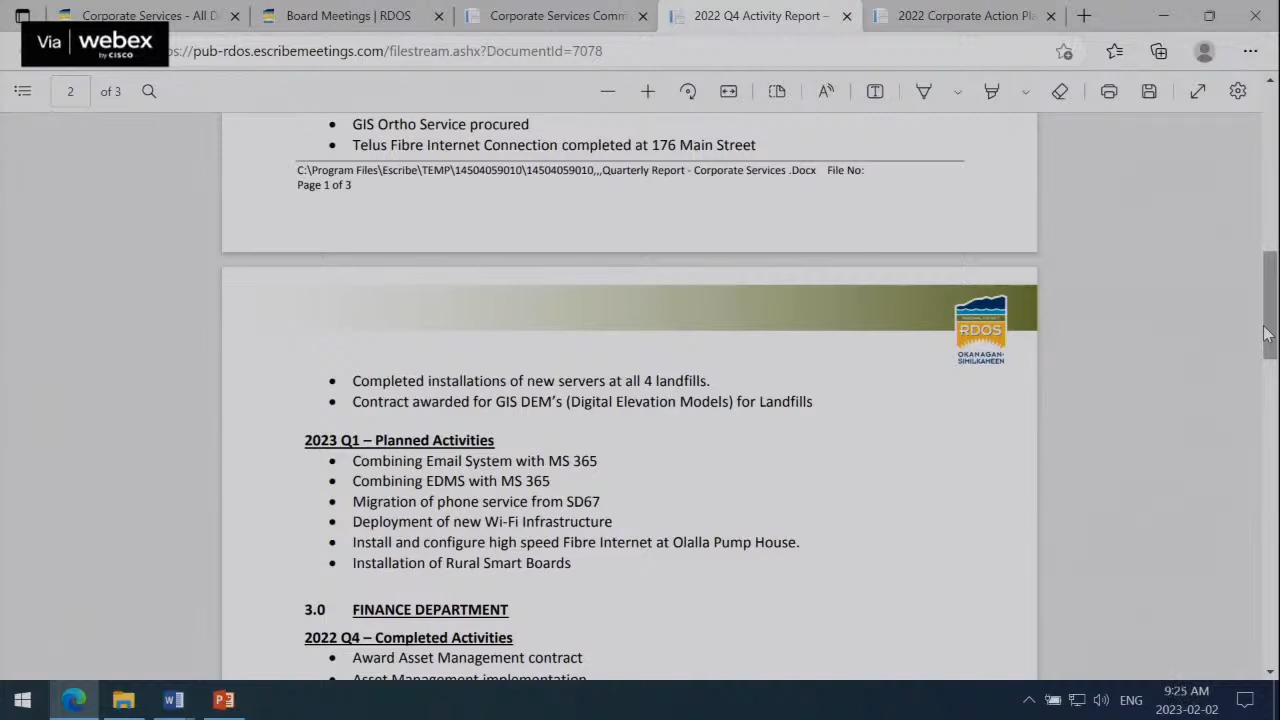 Corporate Services - All D
Board Meetings | RDOS
Corporate Services Comm
2022 Q4 Activity Report –
2022 Corporate Action Pla
Via webex
by CISCO
s://pub-rdos.escribemeetings.com/filestream.ashx?DocumentId=7078
2 of 3
• GIS Ortho Service procured
• Telus Fibre Internet Connection completed at 176 Main Street
C:\Program Files\Escribe\TEMP\14504059010\14504059010,,,Quarterly Report - Corporate Services .Docx File No:
Page 1 of 3
RDOS
OKANAGAN-
SIMILKAMEEN
• Completed installations of new servers at all 4 landfills.
• Contract awarded for GIS DEM's (Digital Elevation Models) for Landfills
2023 Q1 – Planned Activities
• Combining Email System with MS 365
• Combining EDMS with MS 365
• Migration of phone service from SD67
• Deployment of new Wi-Fi Infrastructure
• Install and configure high speed Fibre Internet at Olalla Pump House.
• Installation of Rural Smart Boards
3.0 FINANCE DEPARTMENT
2022 Q4 – Completed Activities
• Award Asset Management contract
• Asset Management implementation
ENG
9:25 AM
2023-02-02